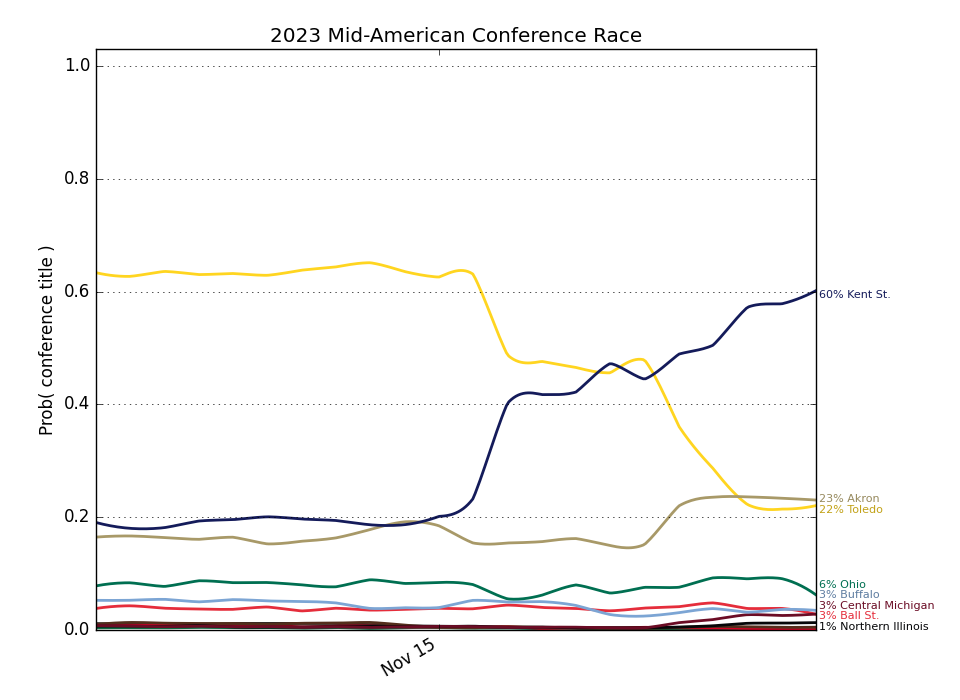 2023 Mid-American Conference Race
Prob( conference title )
1.0
0.8
0.6
0.4
0.2
0.0
Nov 15
60% Kent St.
23% Akron
22% Toledo
6% Ohio
3% Buffalo
3% Central Michigan
3% Ball St.
1% Northern Illinois